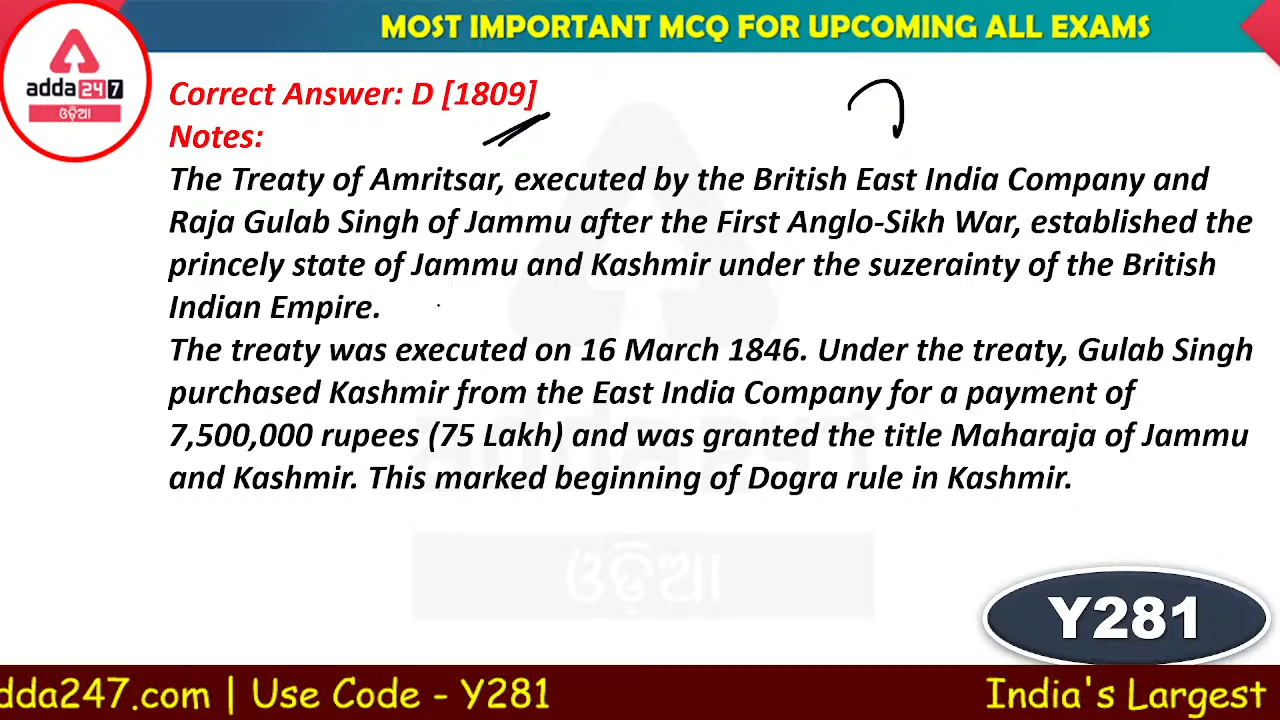 MOST IMPORTANT MCQ FOR UPCOMING ALL EXAMS
adda247
ଓଡ଼ିଆ
Correct Answer: D [1809]
Notes:
The Treaty of Amritsar, executed by the British East India Company and
Raja Gulab Singh of Jammu after the First Anglo-Sikh War, established the
princely state of Jammu and Kashmir under the suzerainty of the British
Indian Empire.
The treaty was executed on 16 March 1846. Under the treaty, Gulab Singh
purchased Kashmir from the East India Company for a payment of
7,500,000 rupees (75 Lakh) and was granted the title Maharaja of Jammu
and Kashmir. This marked beginning of Dogra rule in Kashmir.
adda247
ଓଡ଼ିଆ
Y281
dda247.com | Use Code - Y281
India's Largest